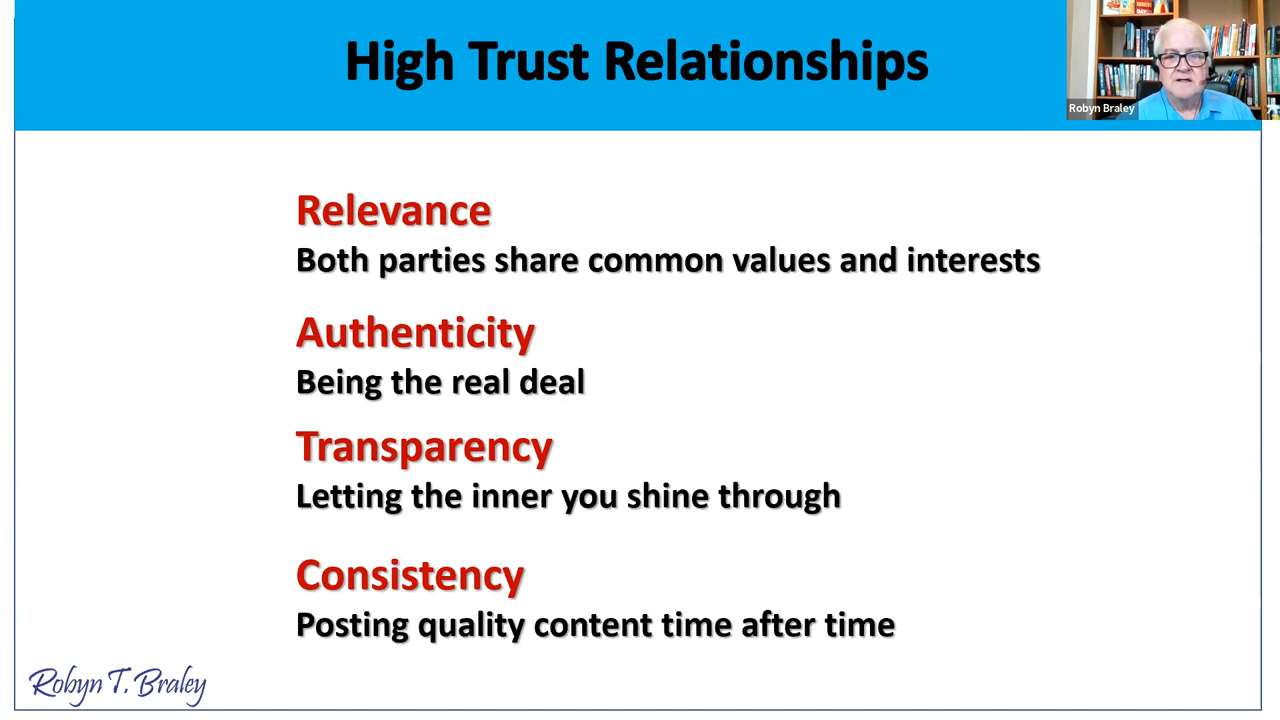 High Trust Relationships
Robyn Braley
Relevance
Both parties share common values and interests
Authenticity
Being the real deal
Transparency
Letting the inner you shine through
Consistency
Posting quality content time after time
Robyn T. Braley